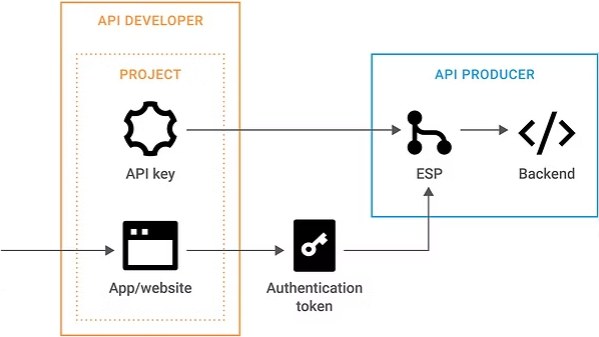 API DEVELOPER
PROJECT
API PRODUCER
API key
ESP
Backend
App/website
Authentication
token